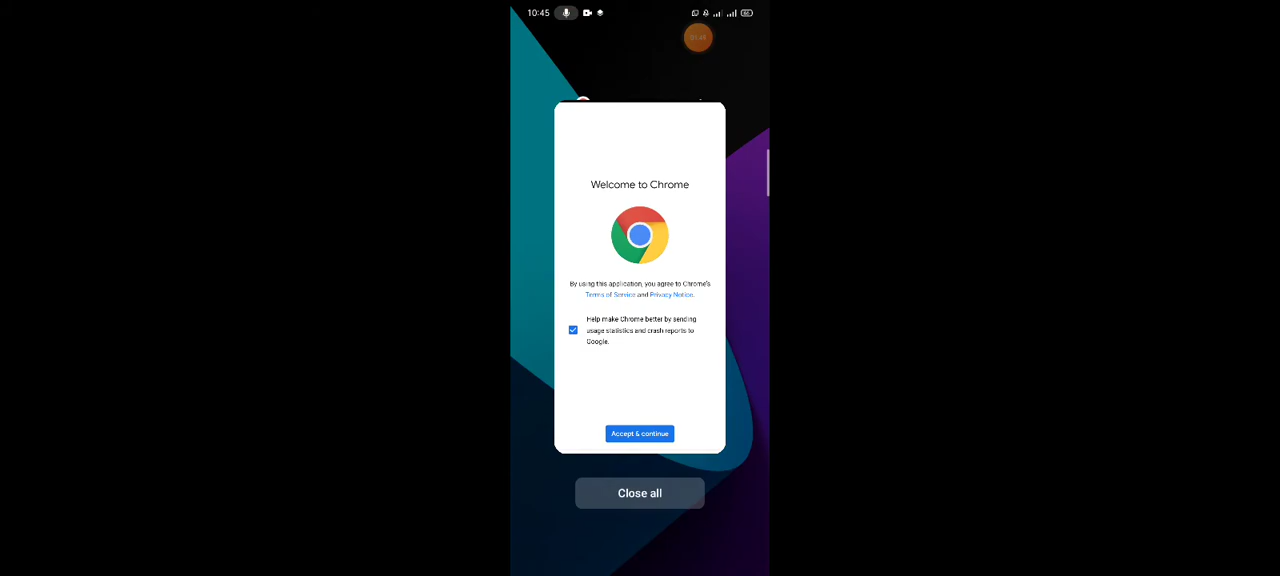 10:45
Welcome to Chrome
By using this application, you agree to Chrome's
Terms of Service and Privacy Notice.
Help make Chrome better by sending
usage statistics and crash reports to
Google.
Accept & continue
Close all